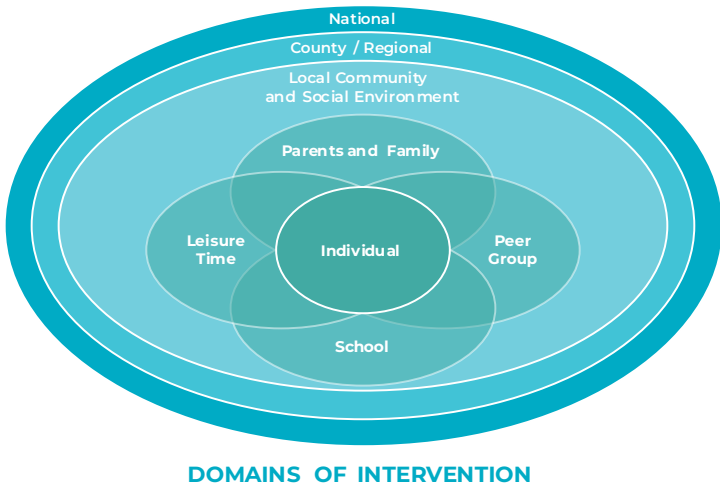 National
County / Regional
Local Community
and Social Environment
Parents and Family
Leisure
Time
Individual
Peer
Group
School
DOMAINS OF INTERVENTION